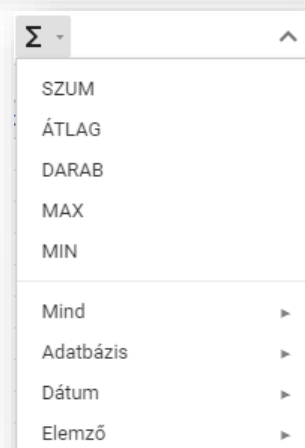 Σ
SZUM
ÁTLAG
DARAB
MAX
MIN
Mind
Adatbázis
Dátum
Elemző